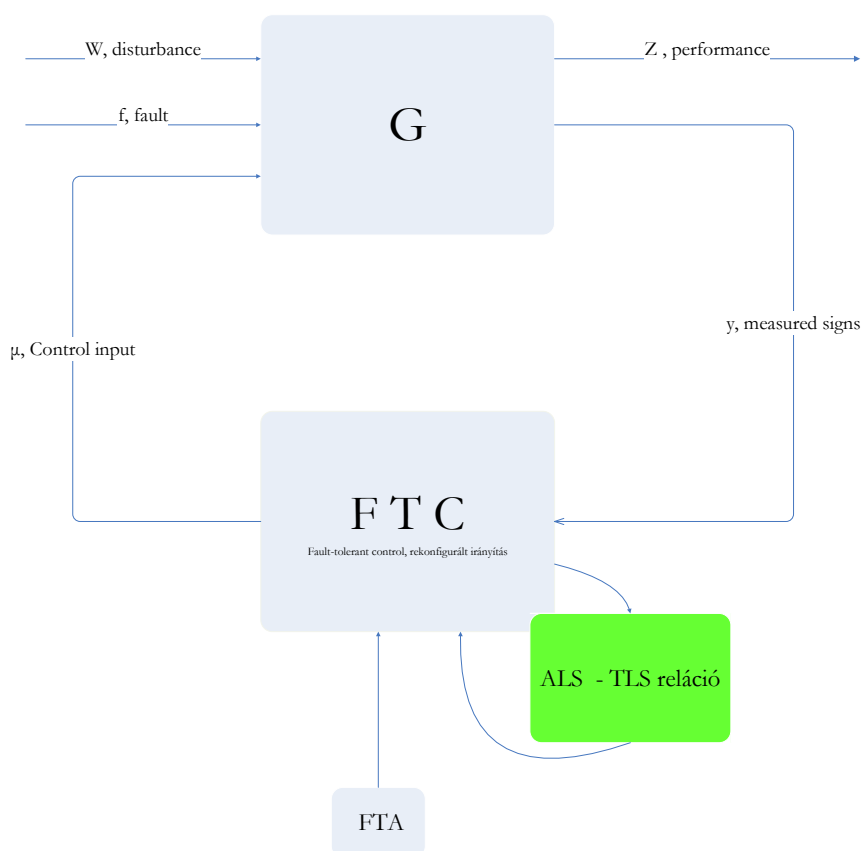 W, disturbance
Z , performance
f, fault
G
y, measured signs
μ, Control input
F T C
Fault-tolerant control, rekonfigurált irányítás
ALS - TLS reláció
FTA